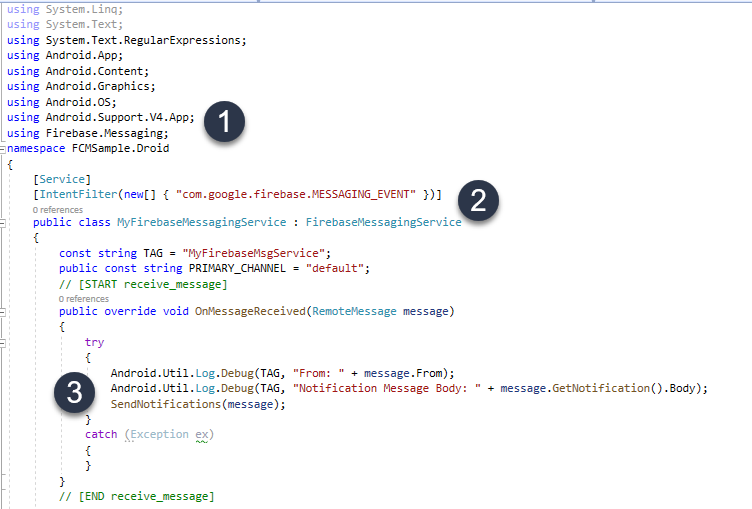 using System.Linq;
using System.Text;
using System.Text.RegularExpressions;
using Android.App;
using Android.Content;
using Android.Graphics;
using Android.OS;
using Android.Support.V4.App;
1
using Firebase.Messaging;
namespace FCMSample.Droid
{
[Service]
[IntentFilter(new[] { "com.google.firebase.MESSAGING_EVENT" })]
2
0 references
public class MyFirebaseMessagingService : FirebaseMessagingService
{
const string TAG = "MyFirebaseMsgService";
public const string PRIMARY_CHANNEL = "default";
// [START receive_message]
0 references
public override void OnMessageReceived(RemoteMessage message)
{
try
{
Android.Util.Log.Debug(TAG, "From: " + message.From);
Android.Util.Log.Debug(TAG, "Notification Message Body: " + message.GetNotification().Body);
3
SendNotifications(message);
}
catch (Exception ex)
{
}
}
// [END receive_message]